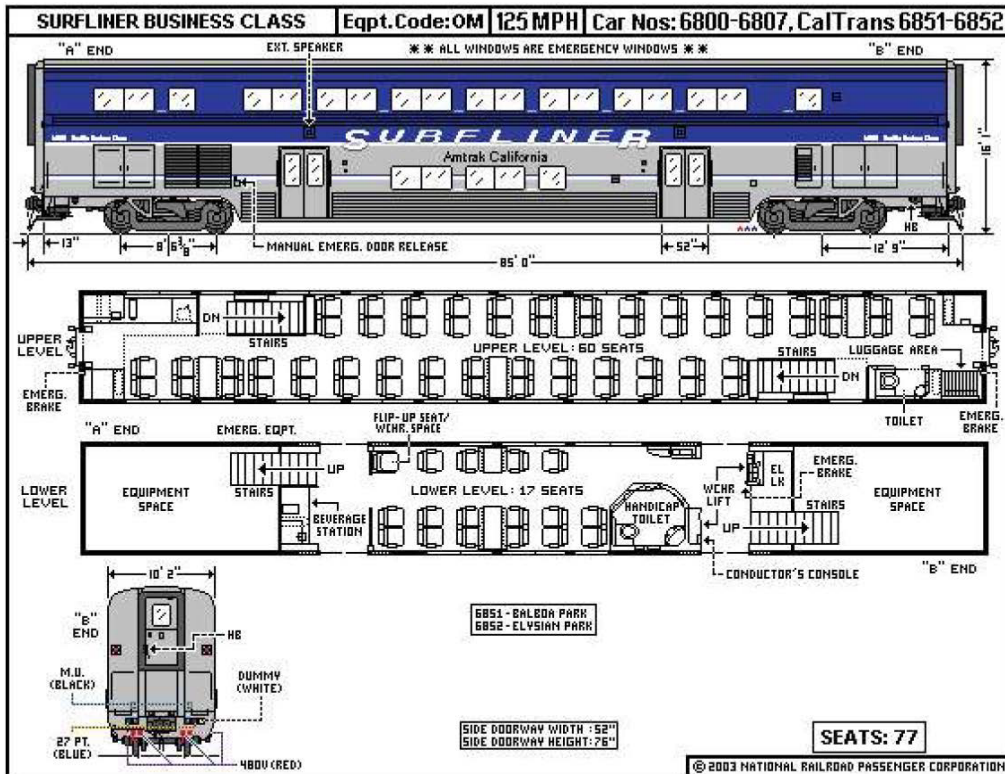 SURFLINER BUSINESS CLASS
Eqpt.Code:OM
125 MPH
Car Nos: 6800-6807, CalTrans 6851-6852
"A" END
EXT. SPEAKER
* * ALL WINDOWS ARE EMERGENCY WINDOWS * *
"B" END
SURFLINER
Amtrak California
16' 1"
13"
8' 6 3/8"
MANUAL EMERG. DOOR RELEASE
52"
HB
12' 9"
85' 0"
UPPER LEVEL
DN
STAIRS
UPPER LEVEL: 60 SEATS
STAIRS
LUGGAGE AREA
DN
EMERG. BRAKE
TOILET
EMERG. BRAKE
"A" END
EMERG. EQPT.
FLIP-UP SEAT/
WCHR. SPACE
LOWER LEVEL
EQUIPMENT SPACE
UP
STAIRS
BEVERAGE STATION
LOWER LEVEL: 17 SEATS
HANDICAP TOILET
WCHR LIFT
EL LK
EMERG. BRAKE
STAIRS
UP
EQUIPMENT SPACE
CONDUCTOR'S CONSOLE
"B" END
10' 2"
"B" END
HB
M.U.
(BLACK)
DUMMY
(WHITE)
27 PT.
(BLUE)
480V (RED)
6851 - BALBOA PARK
6852 - ELYSIAN PARK
SIDE DOORWAY WIDTH : 52"
SIDE DOORWAY HEIGHT: 76"
SEATS: 77
© 2003 NATIONAL RAILROAD PASSENGER CORPORATION